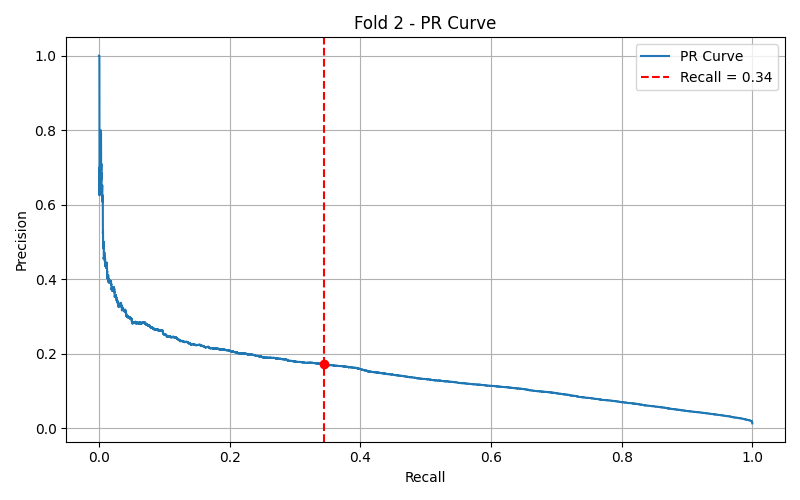 Fold 2 - PR Curve
PR Curve
Recall = 0.34
1.0
0.8
0.6
0.4
0.2
0.0
Precision
0.0 0.2 0.4 0.6 0.8 1.0
Recall